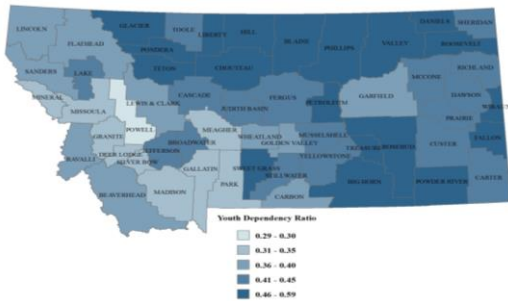 LINCOLN
GLACIER
TOOLE
LIBERTY
HILL
BLAINE
PHILLIPS
VALLEY
DANIELS
SHERIDAN
ROOSEVELT
FLATHEAD
PONDERA
TETON
CHOUTEAU
RICHLAND
SANDERS
LAKE
MCCONE
MINERAL
MISSOULA
LEWIS & CLARK
CASCADE
JUDITH BASIN
FERGUS
PETROLEUM
GARFIELD
DAWSON
PRAIRIE
WIBAUX
POWELL
GRANITE
MEAGHER
WHEATLAND
GOLDEN VALLEY
MUSSELSHELL
TREASURE
ROSEBUD
CUSTER
FALLON
BROADWATER
JEFFERSON
DEER LODGE
SILVER BOW
RAVALLI
GALLATIN
PARK
SWEET GRASS
STILLWATER
YELLOWSTONE
BIG HORN
POWDER RIVER
CARTER
BEAVERHEAD
MADISON
CARBON
Youth Dependency Ratio
0.29 - 0.30
0.31 - 0.35
0.36 - 0.40
0.41 - 0.45
0.46 - 0.59